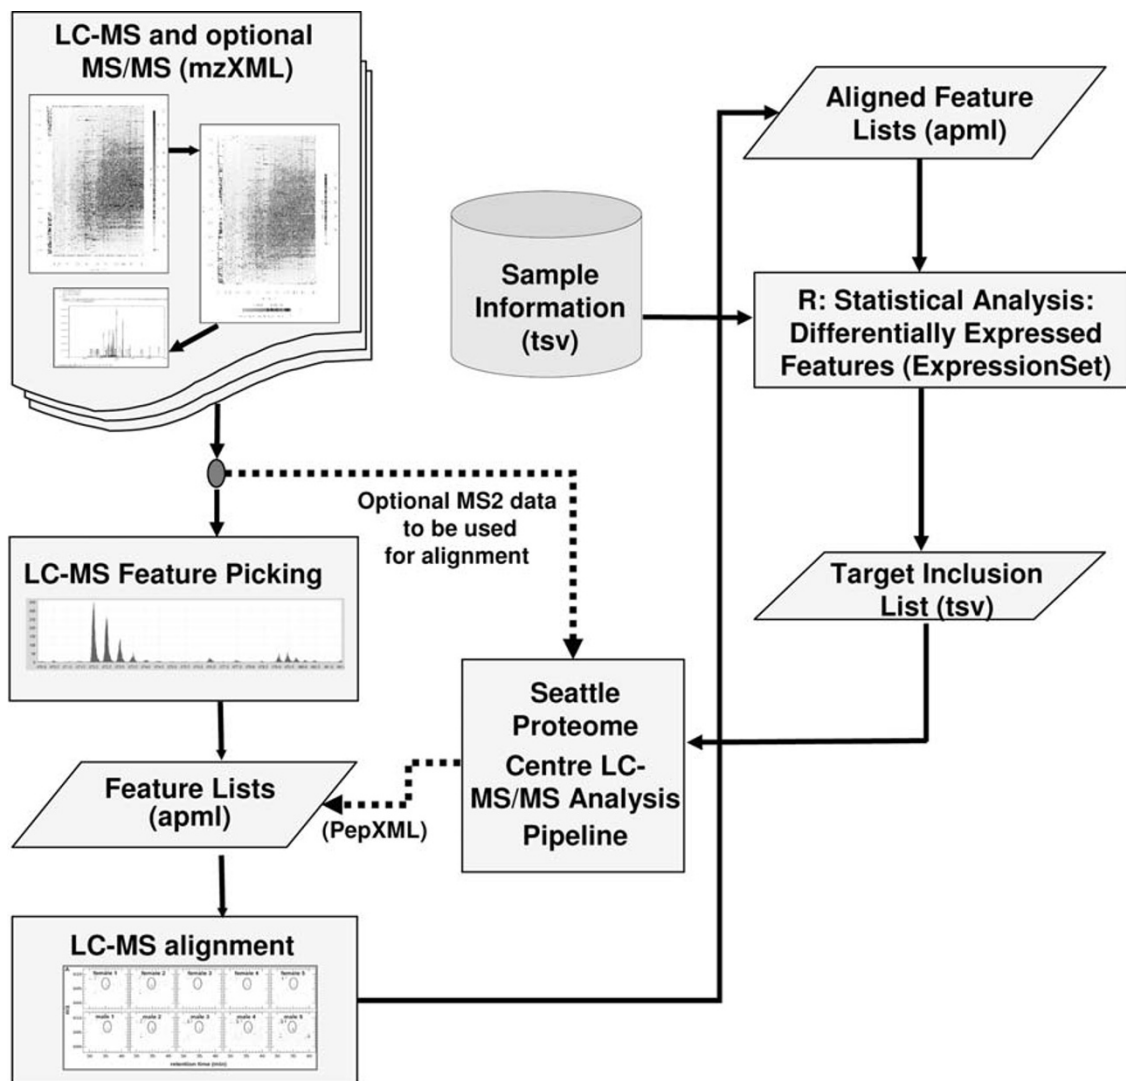 LC-MS and optional
MS/MS (mzXML)
Aligned Feature
Lists (apml)
Sample
Information
(tsv)
R: Statistical Analysis:
Differentially Expressed
Features (ExpressionSet)
Optional MS2 data
to be used
for alignment
LC-MS Feature Picking
Target Inclusion
List (tsv)
Seattle
Proteome
Centre LC-
MS/MS Analysis
Pipeline
Feature Lists
(apml)
(PepXML)
LC-MS alignment
female 1 female 2 female 3 female 4 female 5
male 1 male 2 male 3 male 4 male 5
retention time (min)